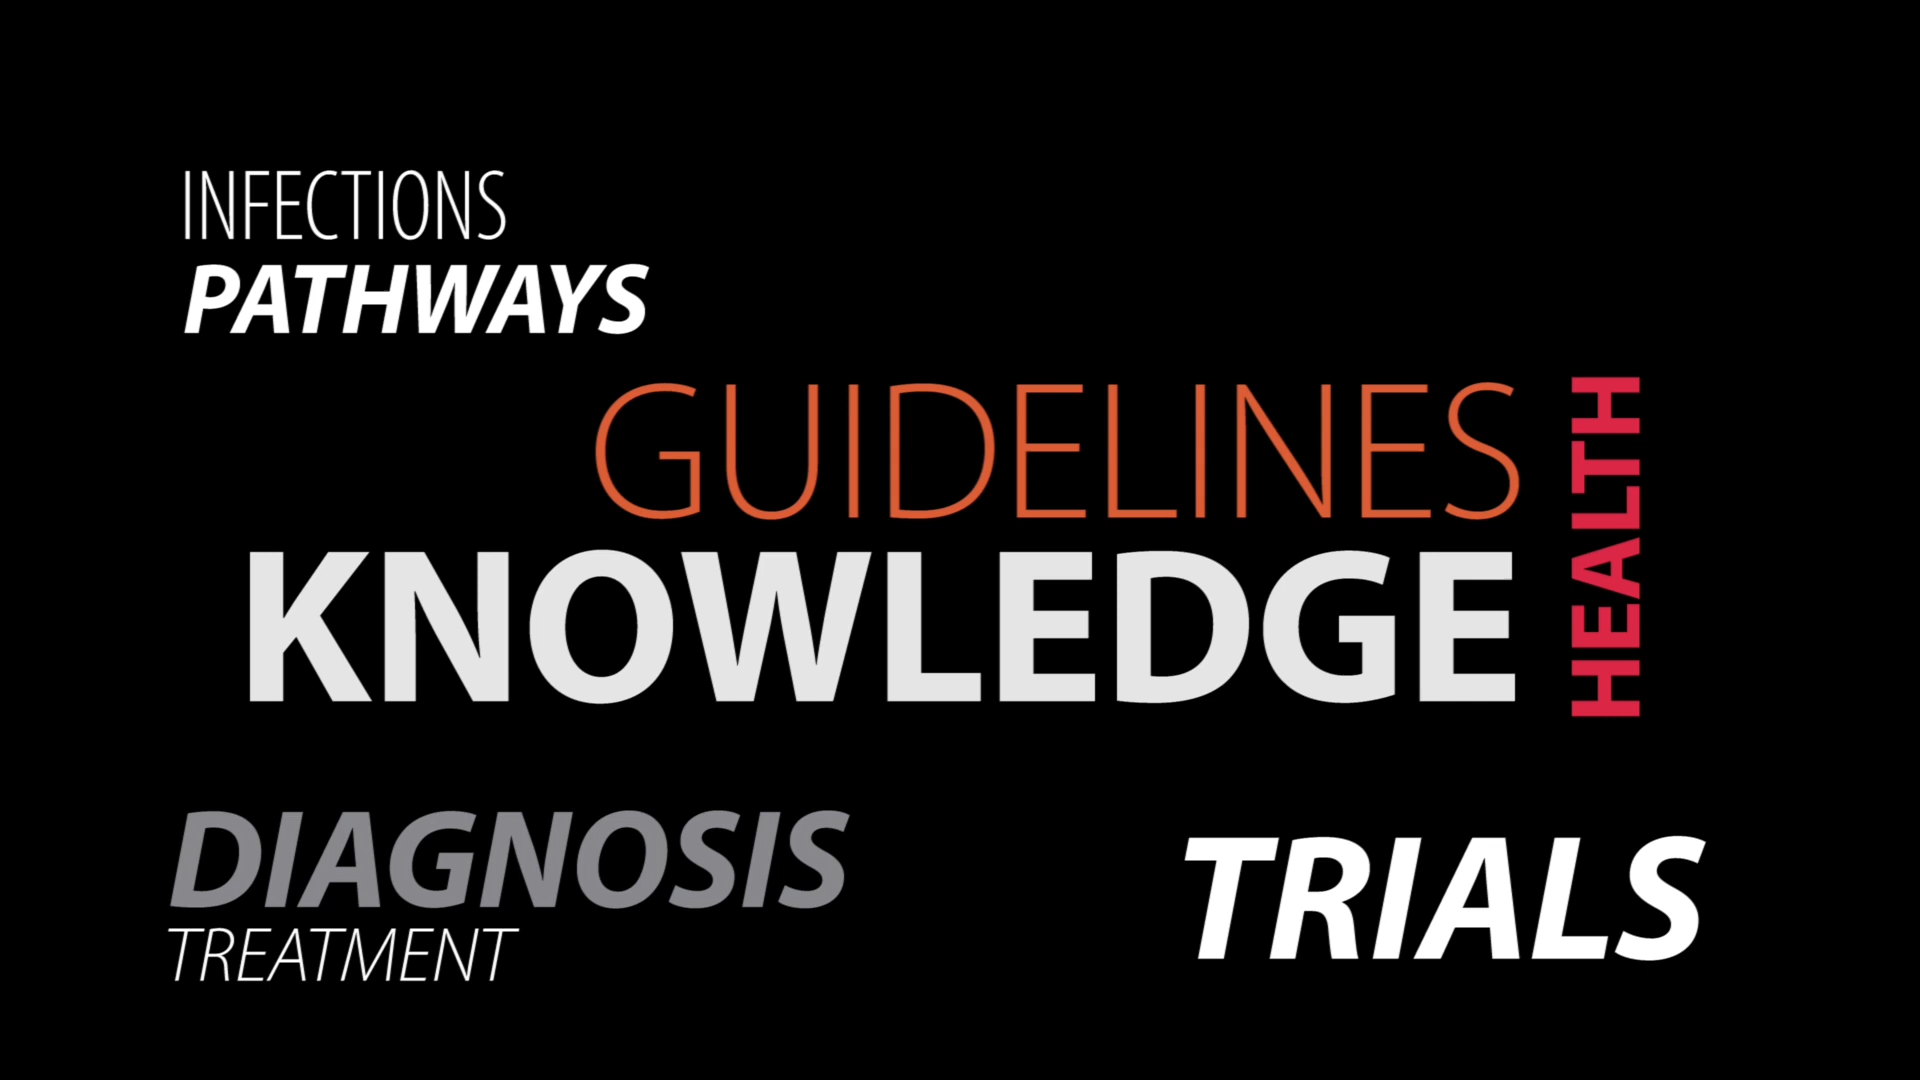 INFECTIONS
PATHWAYS
GUIDELINES
KNOWLEDGE
HEALTH
DIAGNOSIS
TREATMENT
TRIALS